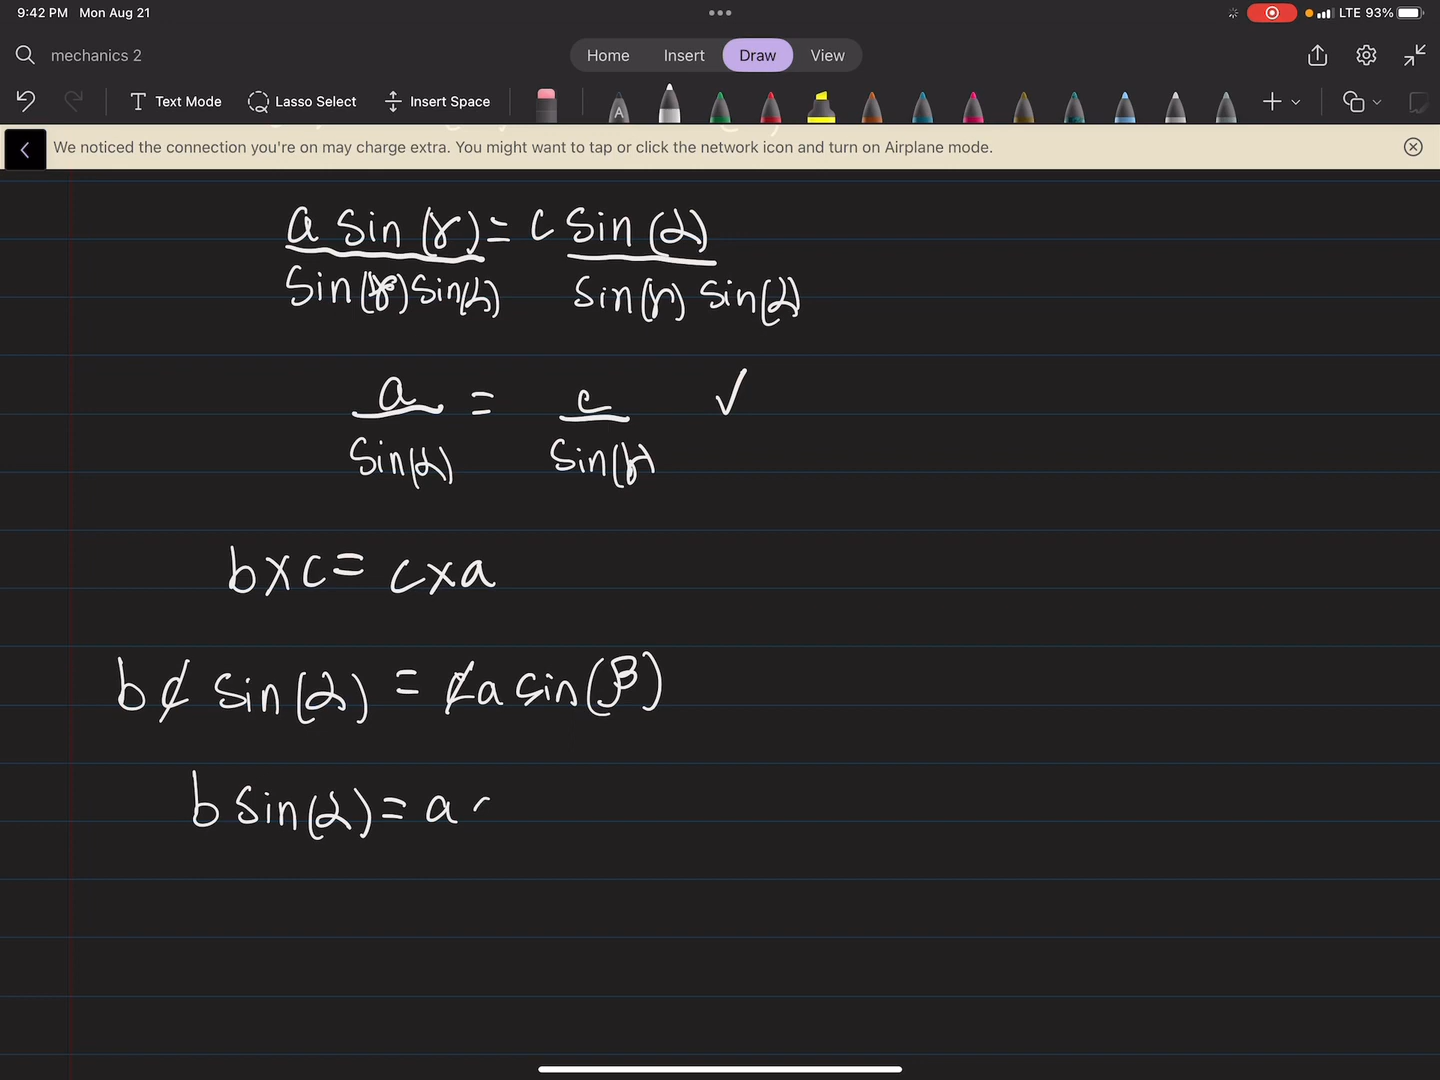 9:42 PM Mon Aug 21
LTE 93%
mechanics 2
Home Insert Draw View
Text Mode Lasso Select Insert Space
A
We noticed the connection you're on may charge extra. You might want to tap or click the network icon and turn on Airplane mode.
a sin (γ) = c sin (α)
sin(γ) sin(α) sin(γ) sin(α)
a = c ✓
sin(α) sin(γ)
b x c = c x a
b c sin (α) = c a sin (β)
b sin (α) = a